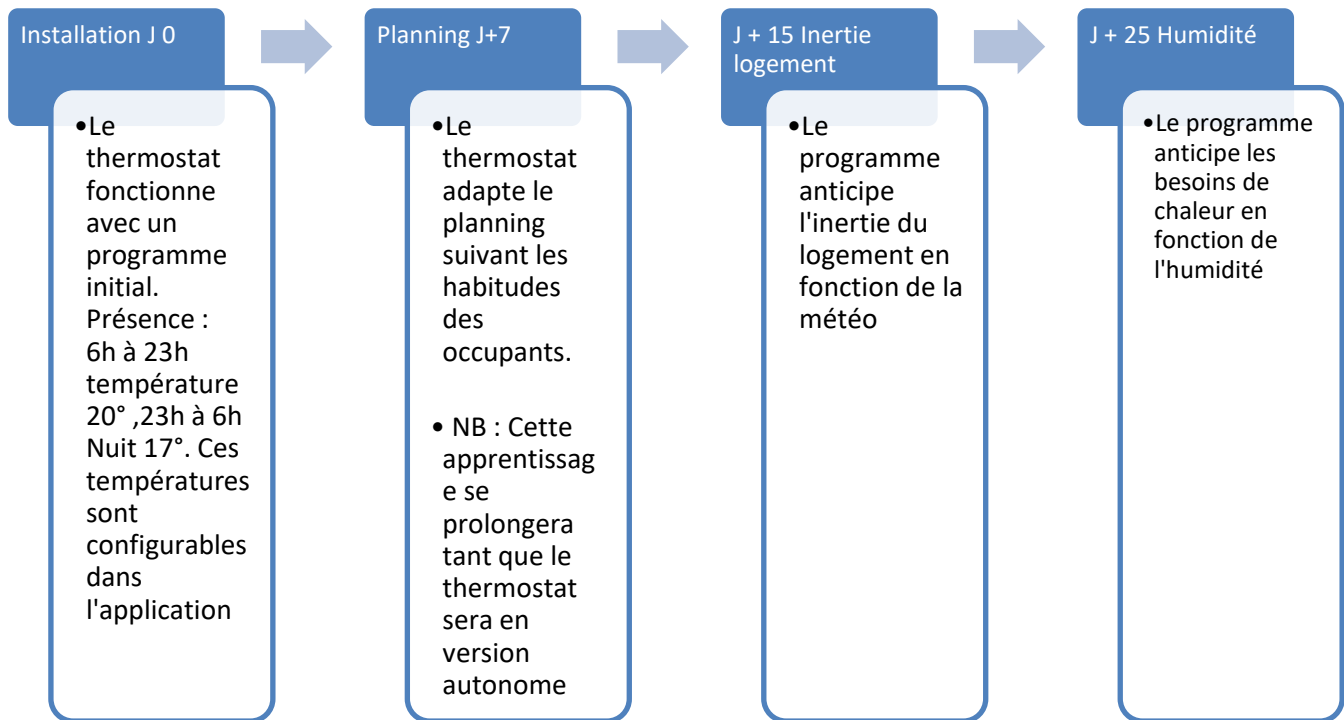 Installation J 0
•Le
thermostat
fonctionne
avec un
programme
initial.
Présence :
6h à 23h
température
20° ,23h à 6h
Nuit 17°. Ces
températures
sont
configurables
dans
l'application
Planning J+7
•Le
thermostat
adapte le
planning
suivant les
habitudes
des
occupants.
• NB : Cette
apprentissag
e se
prolongera
tant que le
thermostat
sera en
version
autonome
J + 15 Inertie
logement
•Le
programme
anticipe
l'inertie du
logement en
fonction de la
météo
J + 25 Humidité
•Le programme
anticipe les
besoins de
chaleur en
fonction de
l'humidité